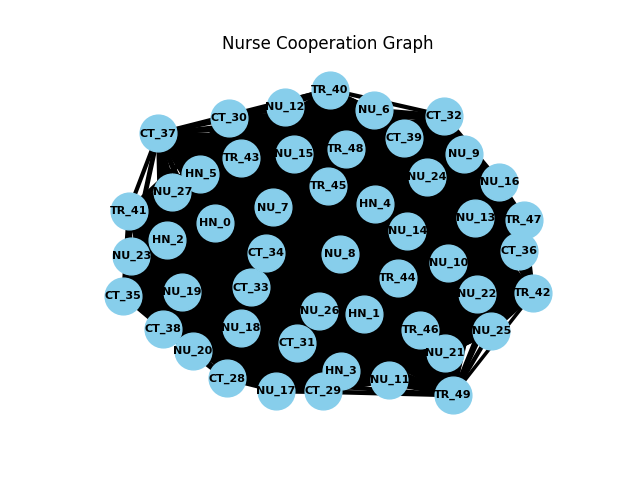 Nurse Cooperation Graph
TR_40
NU_12
NU_6
CT_30
CT_32
CT_37
CT_39
TR_43
NU_15
TR_48
NU_9
HN_5
NU_24
NU_16
NU_27
TR_45
TR_41
NU_7
HN_4
HN_0
NU_13
TR_47
NU_14
HN_2
NU_23
CT_34
NU_8
CT_36
NU_10
TR_44
CT_35
NU_19
CT_33
NU_22
TR_42
NU_26
HN_1
CT_38
NU_18
TR_46
NU_25
CT_31
NU_20
NU_21
HN_3
CT_28
NU_11
NU_17
CT_29
TR_49